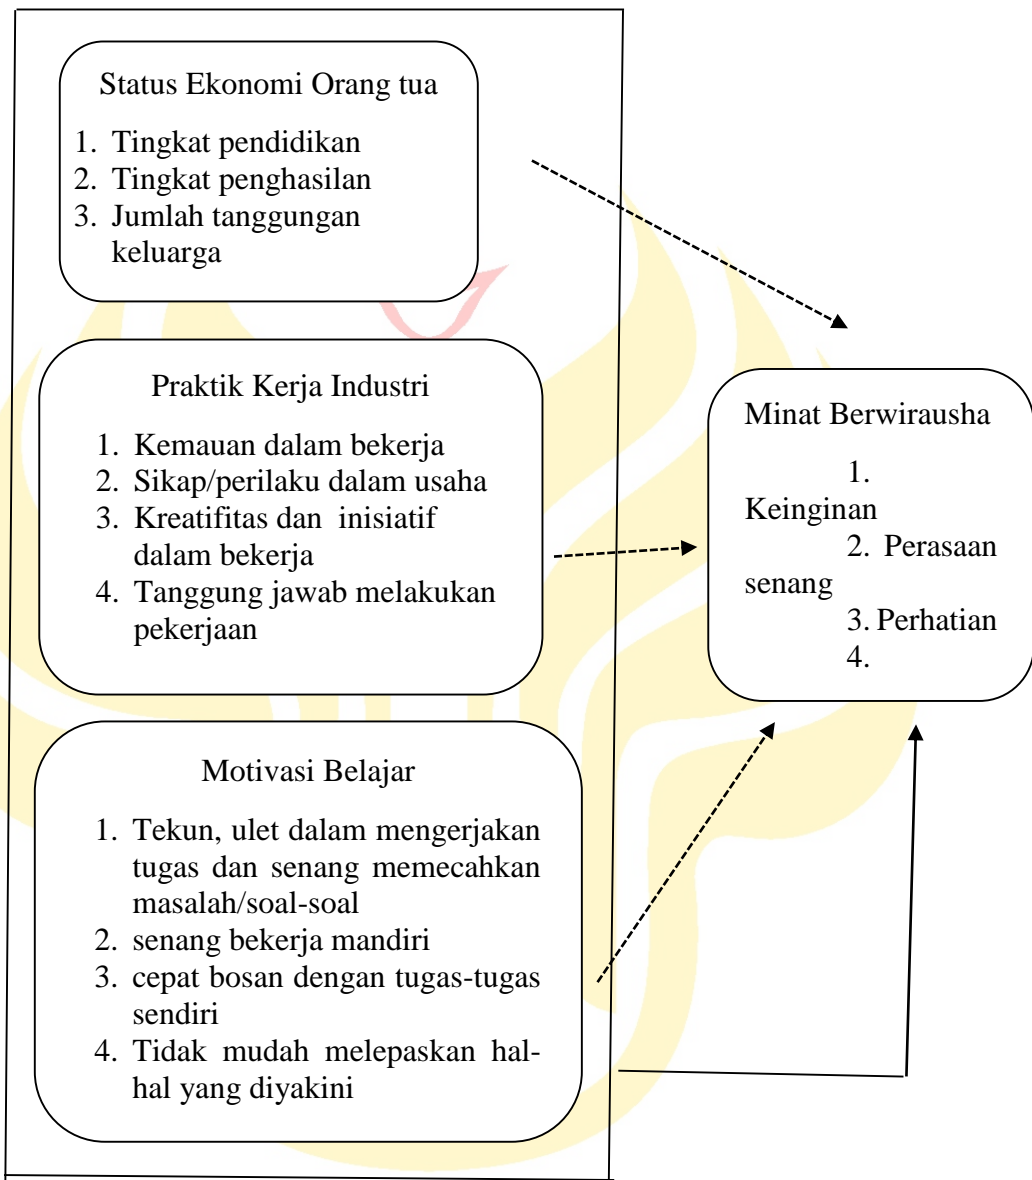 Status Ekonomi Orang tua
1. Tingkat pendidikan
2. Tingkat penghasilan
3. Jumlah tanggungan
keluarga
Praktik Kerja Industri
1. Kemauan dalam bekerja
2. Sikap/perilaku dalam usaha
3. Kreatifitas dan inisiatif
dalam bekerja
4. Tanggung jawab melakukan
pekerjaan
Motivasi Belajar
1. Tekun, ulet dalam mengerjakan
tugas dan senang memecahkan
masalah/soal-soal
2. senang bekerja mandiri
3. cepat bosan dengan tugas-tugas
sendiri
4. Tidak mudah melepaskan hal-
hal yang diyakini
Minat Berwirausha
1.
Keinginan
2. Perasaan
senang
3. Perhatian
4.